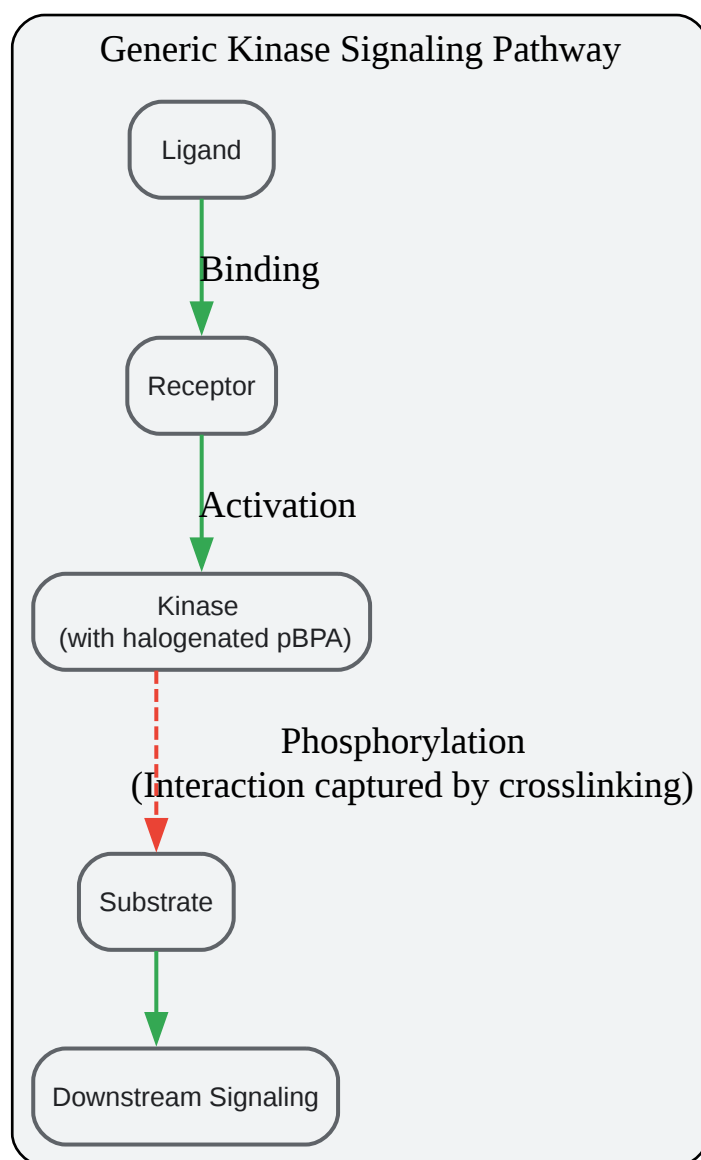 Generic Kinase Signaling Pathway
Ligand
Binding
Receptor
Activation
Kinase
(with halogenated pBPA)
Phosphorylation
(Interaction captured by crosslinking)
Substrate
Downstream Signaling